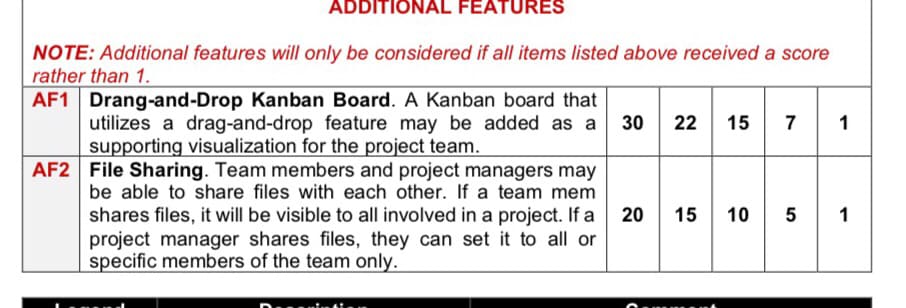 ADDITIONAL FEATURES
NOTE: Additional features will only be considered if all items listed above received a score
rather than 1.
AF1 Drang-and-Drop Kanban Board. A Kanban board that
utilizes a drag-and-drop feature may be added as a 30 22 15 7 1
supporting visualization for the project team.
AF2 File Sharing. Team members and project managers may
be able to share files with each other. If a team mem
shares files, it will be visible to all involved in a project. If a 20 15 10 5 1
project manager shares files, they can set it to all or
specific members of the team only.